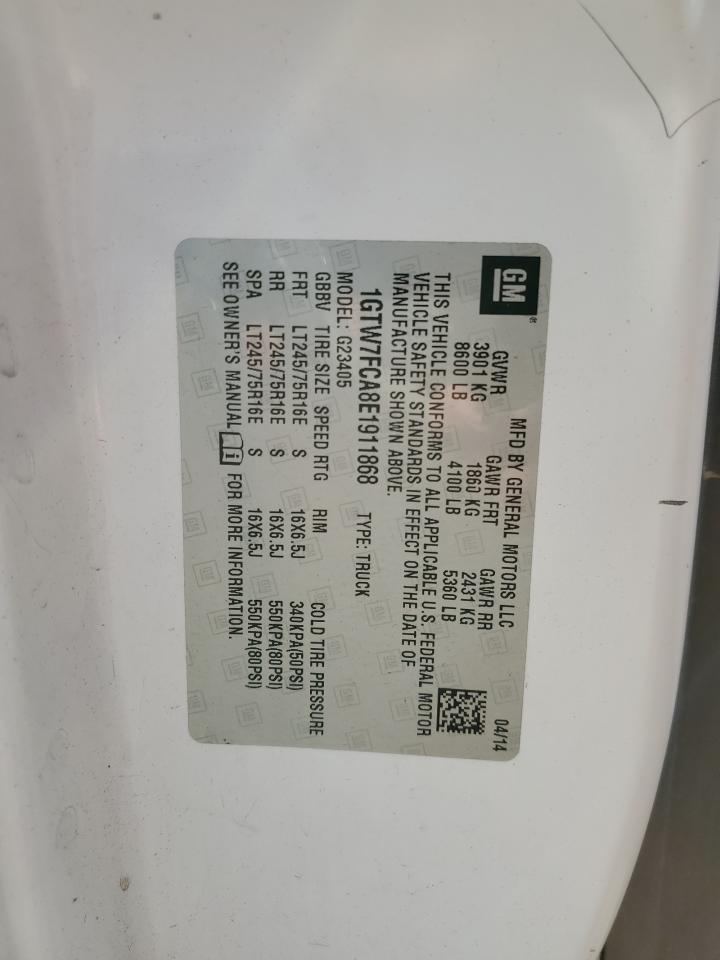 GM
MFD BY GENERAL MOTORS LLC 04/14
GVWR GAWR FRT GAWR RR
3901 KG 1860 KG 2431 KG
8600 LB 4100 LB 5360 LB
THIS VEHICLE CONFORMS TO ALL APPLICABLE U.S. FEDERAL MOTOR
VEHICLE SAFETY STANDARDS IN EFFECT ON THE DATE OF
MANUFACTURE SHOWN ABOVE.
1GTW7FCA8E1911868 TYPE: TRUCK
MODEL: G23405
GBBV TIRE SIZE SPEED RTG RIM COLD TIRE PRESSURE
FRT LT245/75R16E S 16X6.5J 340KPA(50PSI)
RR LT245/75R16E S 16X6.5J 550KPA(80PSI)
SPA LT245/75R16E S 16X6.5J 550KPA(80PSI)
SEE OWNER'S MANUAL FOR MORE INFORMATION.